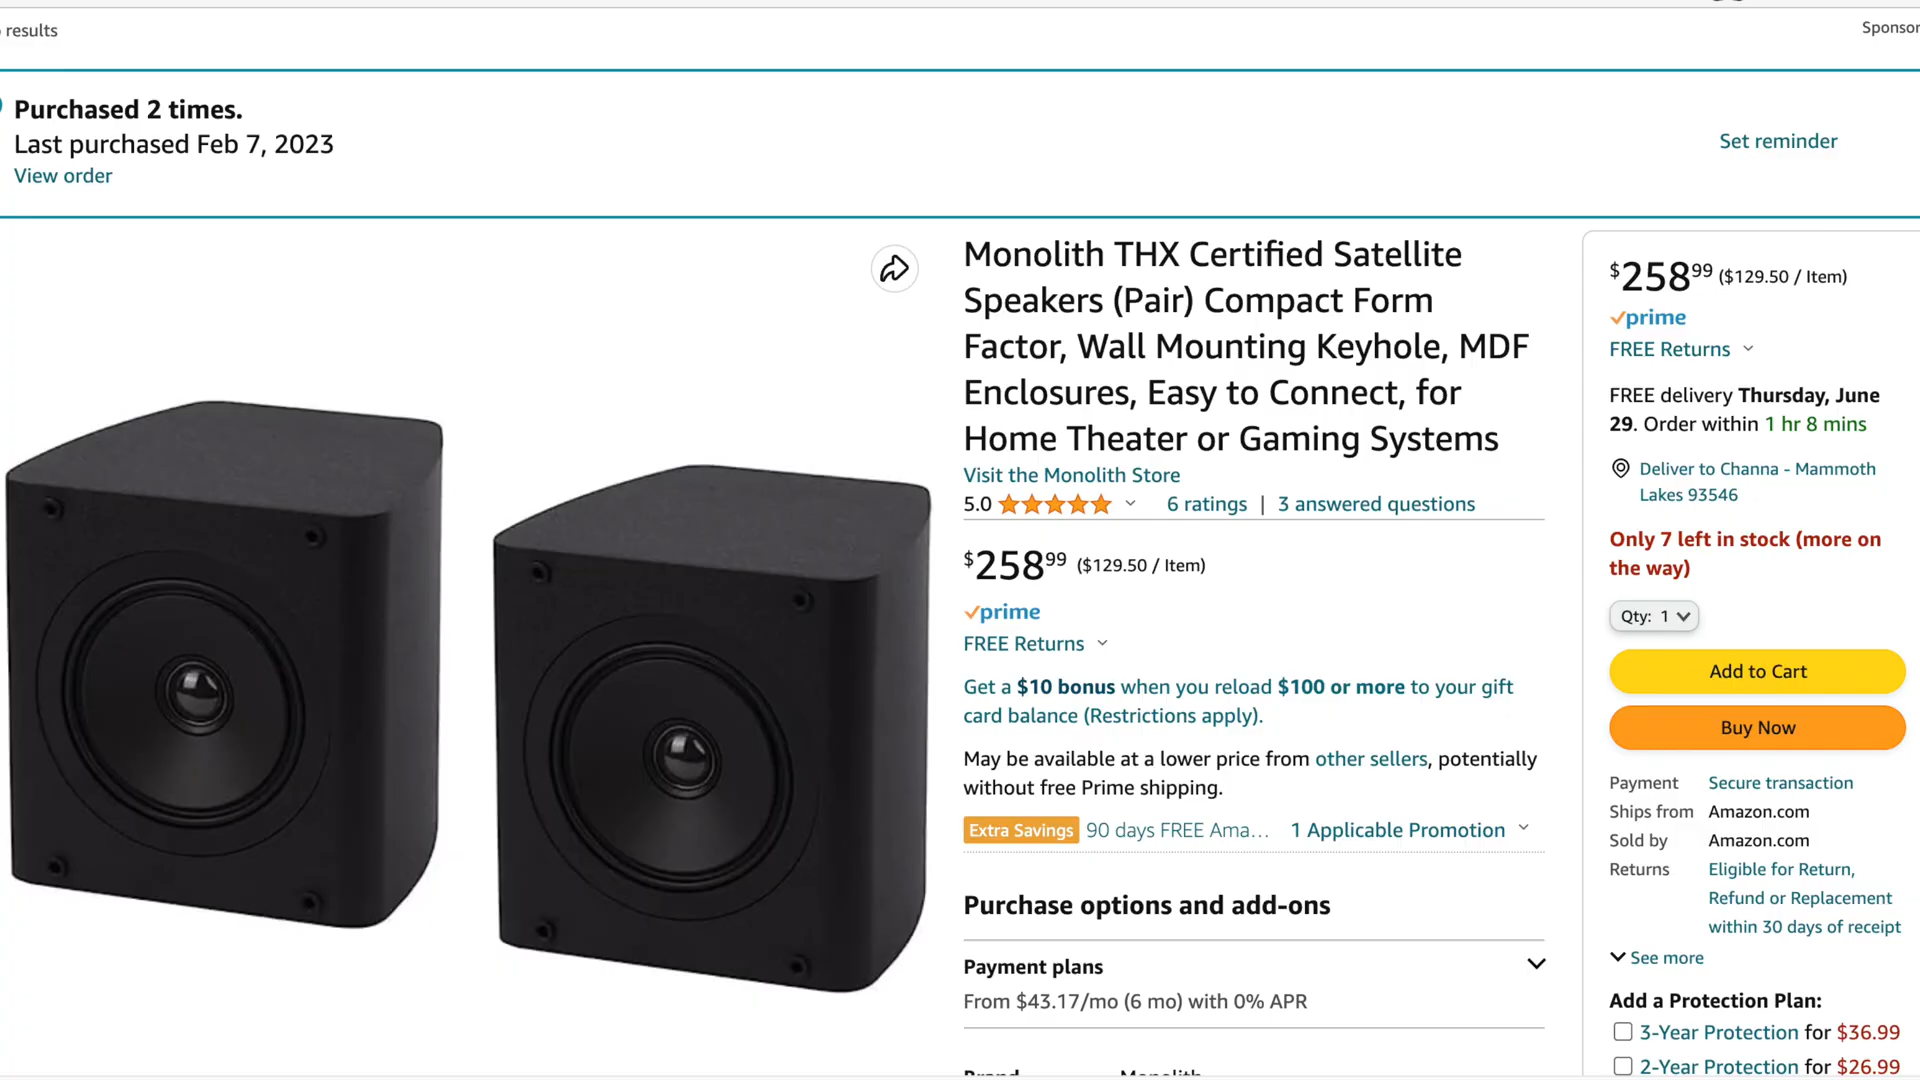 results
Sponsor
Purchased 2 times.
Last purchased Feb 7, 2023
View order
Set reminder
Monolith THX Certified Satellite
Speakers (Pair) Compact Form
Factor, Wall Mounting Keyhole, MDF
Enclosures, Easy to Connect, for
Home Theater or Gaming Systems
Visit the Monolith Store
5.0 6 ratings | 3 answered questions
$258.99 ($129.50 / Item)
prime
FREE Returns
Get a $10 bonus when you reload $100 or more to your gift
card balance (Restrictions apply).
May be available at a lower price from other sellers, potentially
without free Prime shipping.
Extra Savings 90 days FREE Ama... 1 Applicable Promotion
Purchase options and add-ons
Payment plans
From $43.17/mo (6 mo) with 0% APR
Brand Monolith
$258.99 ($129.50 / Item)
prime
FREE Returns
FREE delivery Thursday, June
29. Order within 1 hr 8 mins
Deliver to Channa - Mammoth
Lakes 93546
Only 7 left in stock (more on
the way)
Qty: 1
Add to Cart
Buy Now
Payment Secure transaction
Ships from Amazon.com
Sold by Amazon.com
Returns Eligible for Return,
Refund or Replacement
within 30 days of receipt
See more
Add a Protection Plan:
3-Year Protection for $36.99
2-Year Protection for $26.99